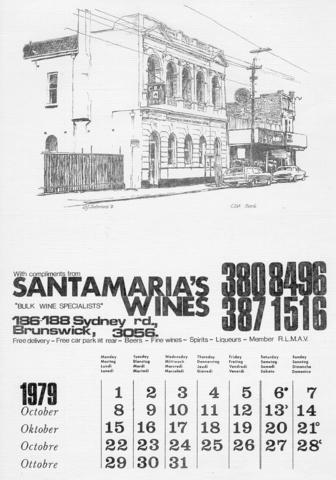 CBA Bank
With compliments from
SANTAMARIA'S
"BULK WINE SPECIALISTS" WINES
186-188 Sydney rd.,
Brunswick, 3056.
380 8496
387 1516
Free delivery - Free car park at rear - Beers - Fine wines - Spirits - Liqueurs - Member R.L.M.A.V.
Monday Tuesday Wednesday Thursday Friday Saturday Sunday
Montag Dienstag Mittwoch Donnerstag Freitag Samstag Sonntag
Lundi Mardi Mercredi Jeudi Vendredi Samedi Dimanche
Lunedì Martedì Mercoledì Giovedì Venerdì Sabato Domenica
1979 1 2 3 4 5 6 7
October 8 9 10 11 12 13 14
Oktober 15 16 17 18 19 20 21
Octobre 22 23 24 25 26 27 28
Ottobre 29 30 31